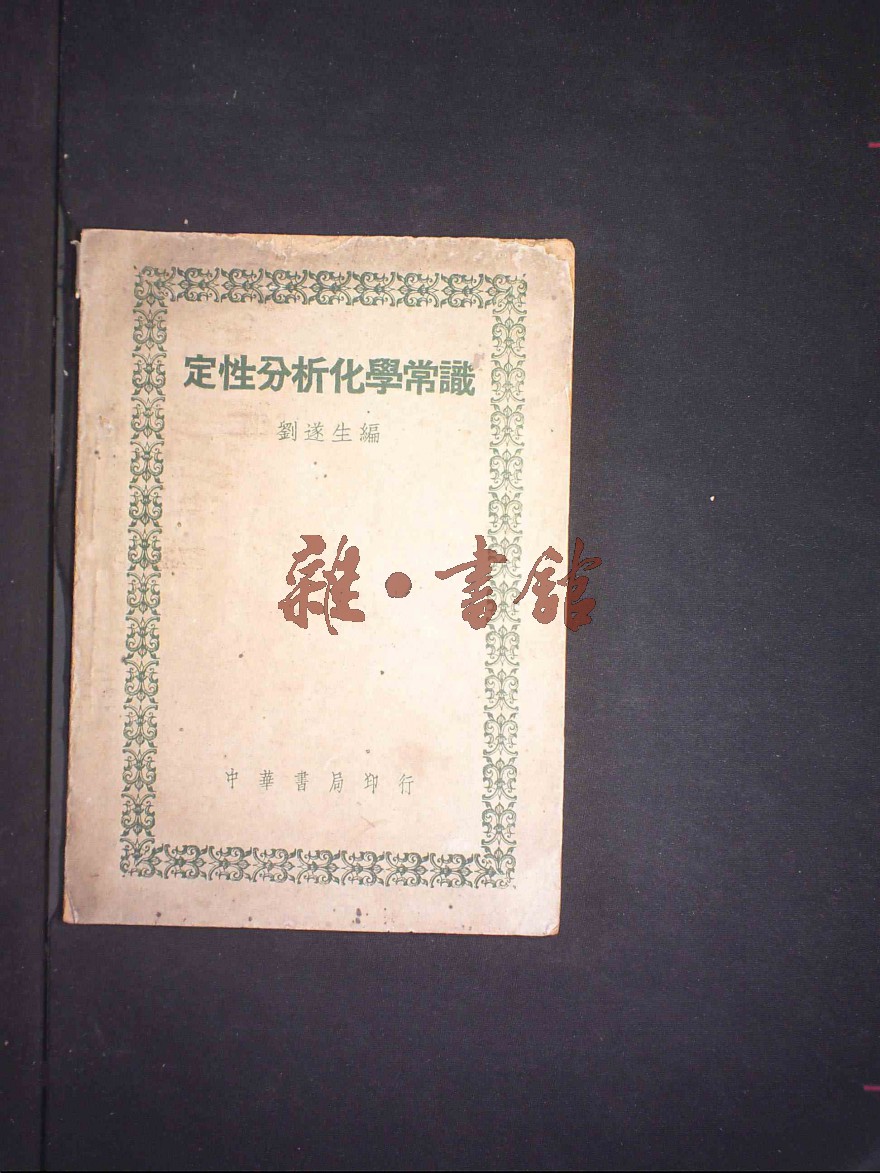 定性分析化學常識
劉遂生編
雜·書館
中華書局印行